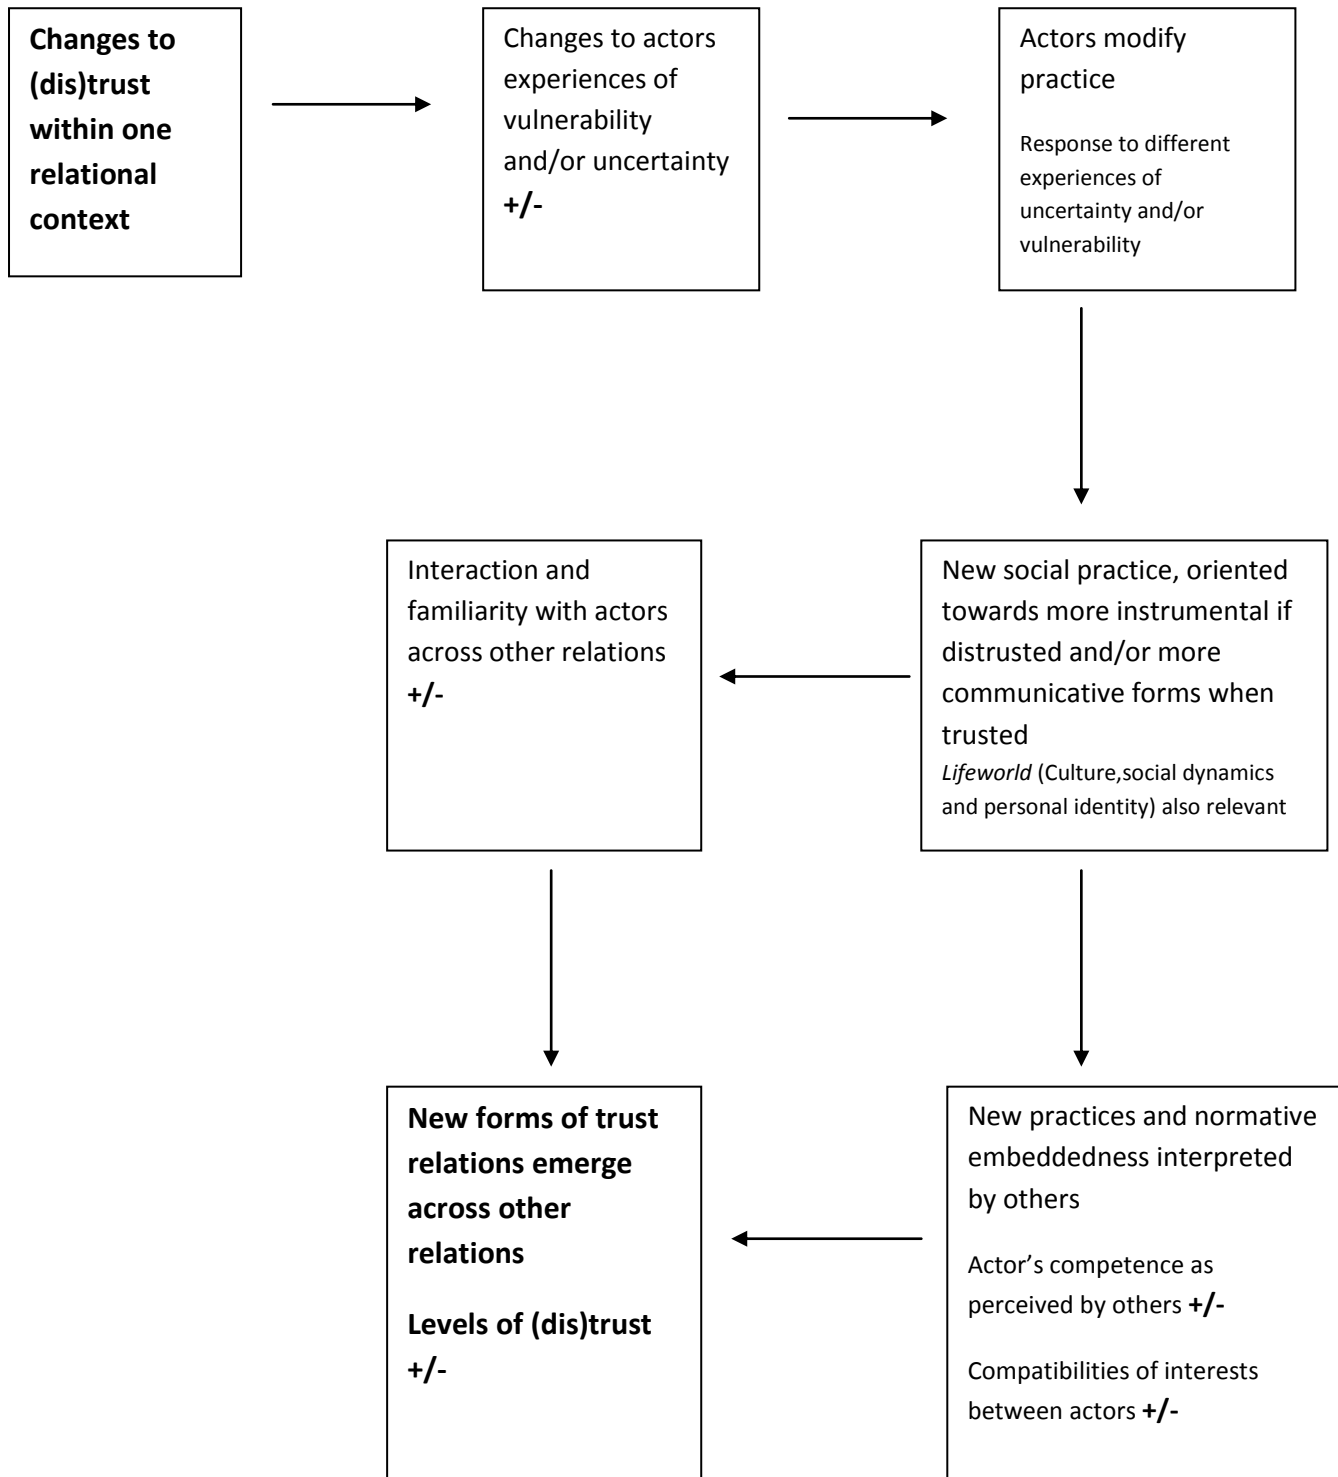 Changes to
(dis)trust
within one
relational
context
Changes to actors
experiences of
vulnerability
and/or uncertainty
+/-
Actors modify
practice
Response to different
experiences of
uncertainty and/or
vulnerability
New social practice, oriented
towards more instrumental if
distrusted and/or more
communicative forms when
trusted
Lifeworld (Culture,social dynamics
and personal identity) also relevant
Interaction and
familiarity with actors
across other relations
+/-
New practices and normative
embeddedness interpreted
by others
Actor’s competence as
perceived by others +/-
Compatibilities of interests
between actors +/-
New forms of trust
relations emerge
across other
relations
Levels of (dis)trust
+/-